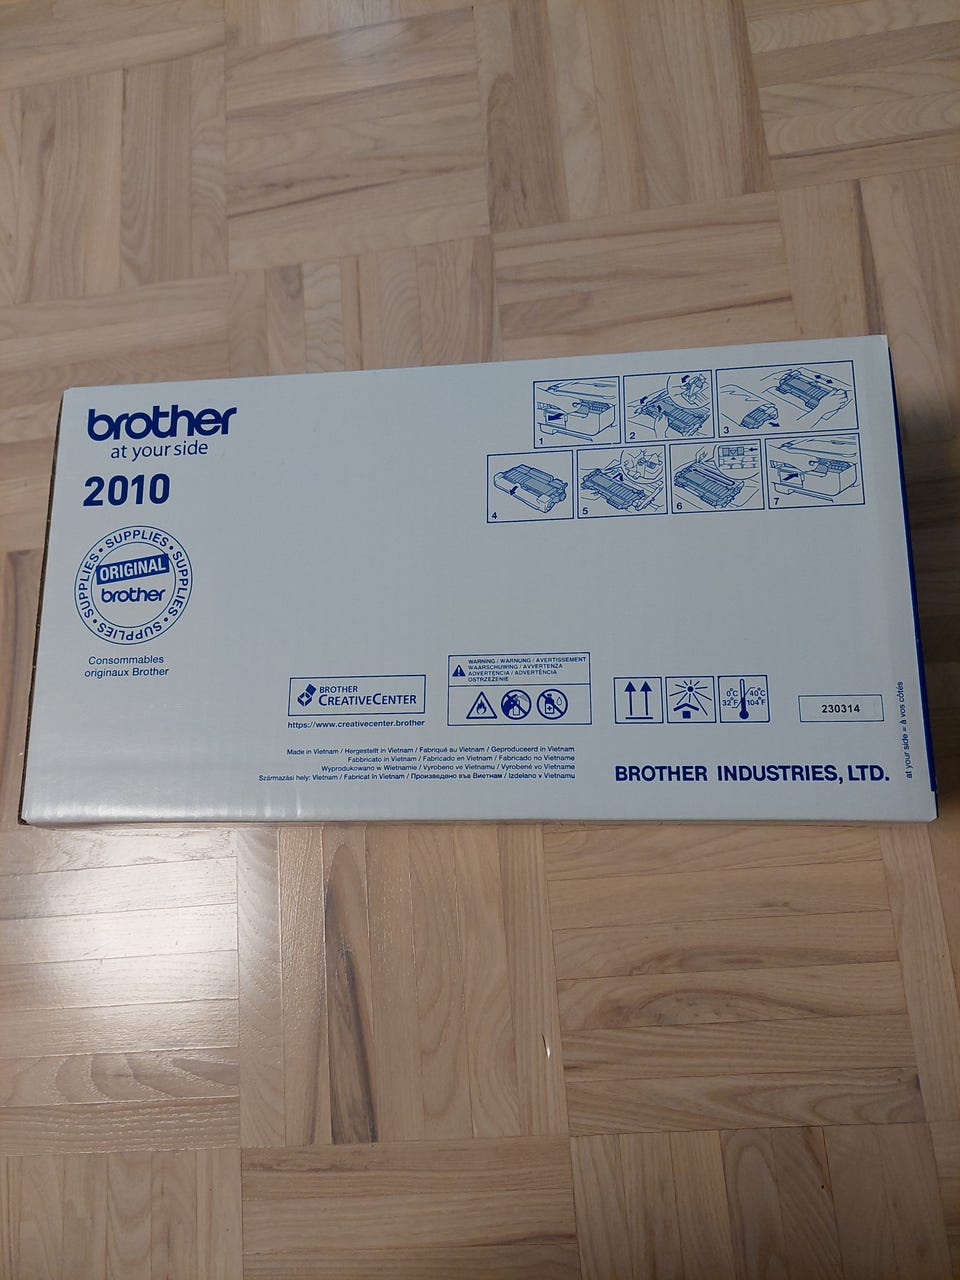 brother
at your side
2010
1
2
3
4
5
6
7
• SUPPLIES • SUPPLIES • SUPPLIES • SUPPLIES
ORIGINAL
brother
Consommables
originaux Brother
BROTHER
CREATIVECENTER
https://www.creativecenter.brother
WARNING / WARNUNG / AVERTISSEMENT
WAARSCHUWING / AVVERTENZA
ADVERTENCIA / ADVERTÊNCIA
OSTRZEŻENIE
0°C
32°F
40°C
104°F
230314
Made in Vietnam / Hergestellt in Vietnam / Fabriqué au Vietnam / Geproduceerd in Vietnam
Fabbricato in Vietnam / Fabricado en Vietnam / Fabricado no Vietname
Wyprodukowano w Wietnamie / Vyrobeno ve Vietnamu / Vyrobené vo Vietname
Származási hely: Vietnam / Fabricat în Vietnam / Произведено във Виетнам / Izdelano v Vietnamu
BROTHER INDUSTRIES, LTD.
at your side = à vos côtés